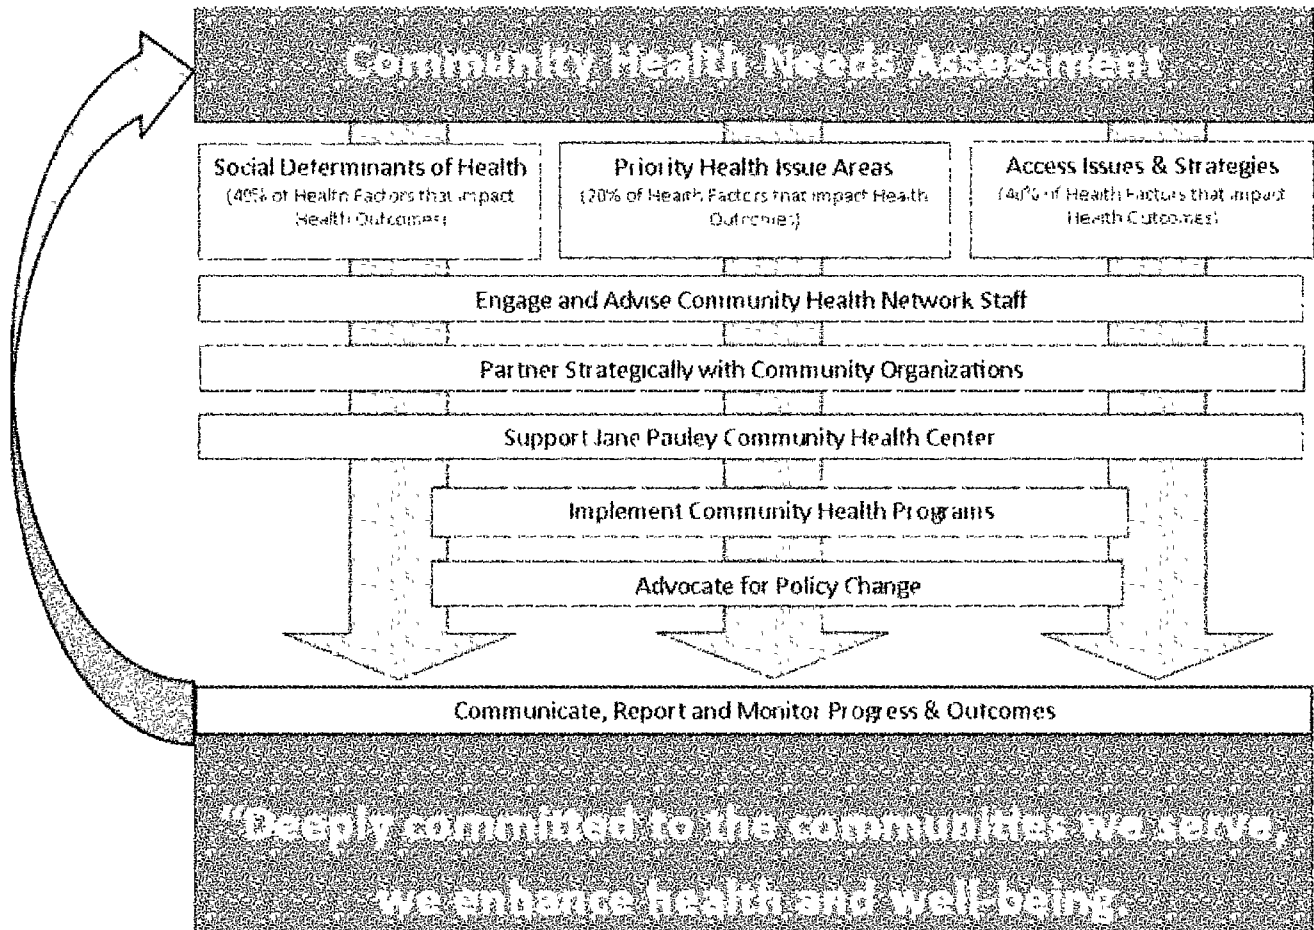 Community Health Needs Assessment
Social Determinants of Health
(40% of Health Factors that impact
Health Outcomes)
Priority Health Issue Areas
(20% of Health Factors that impact Health
Outcomes)
Access Issues & Strategies
(40% of Health Factors that impact
Health Outcomes)
Engage and Advise Community Health Network Staff
Partner Strategically with Community Organizations
Support Jane Pauley Community Health Center
Implement Community Health Programs
Advocate for Policy Change
Communicate, Report and Monitor Progress & Outcomes
"Deeply committed to the communities we serve,
we enhance health and well-being.